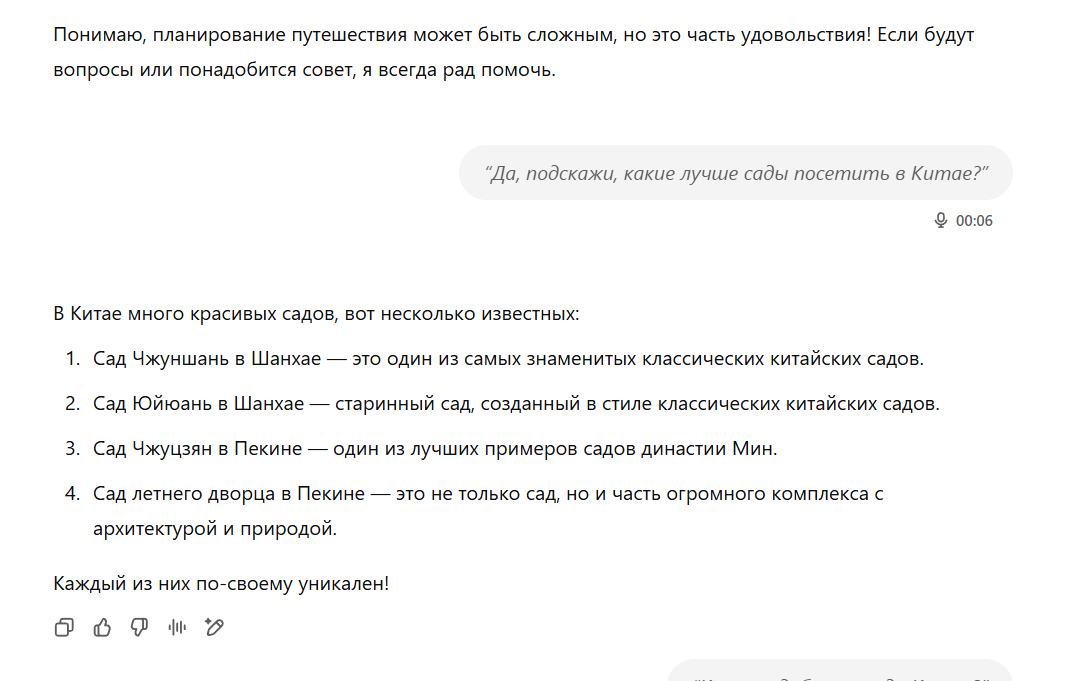 Понимаю, планирование путешествия может быть сложным, но это часть удовольствия! Если будут
вопросы или понадобится совет, я всегда рад помочь.
“Да, подскажи, какие лучше сады посетить в Китае?”
00:06
В Китае много красивых садов, вот несколько известных:
1. Сад Чжуншань в Шанхае — это один из самых знаменитых классических китайских садов.
2. Сад Юйюань в Шанхае — старинный сад, созданный в стиле классических китайских садов.
3. Сад Чжуцзян в Пекине — один из лучших примеров садов династии Мин.
4. Сад летнего дворца в Пекине — это не только сад, но и часть огромного комплекса с
архитектурой и природой.
Каждый из них по-своему уникален!